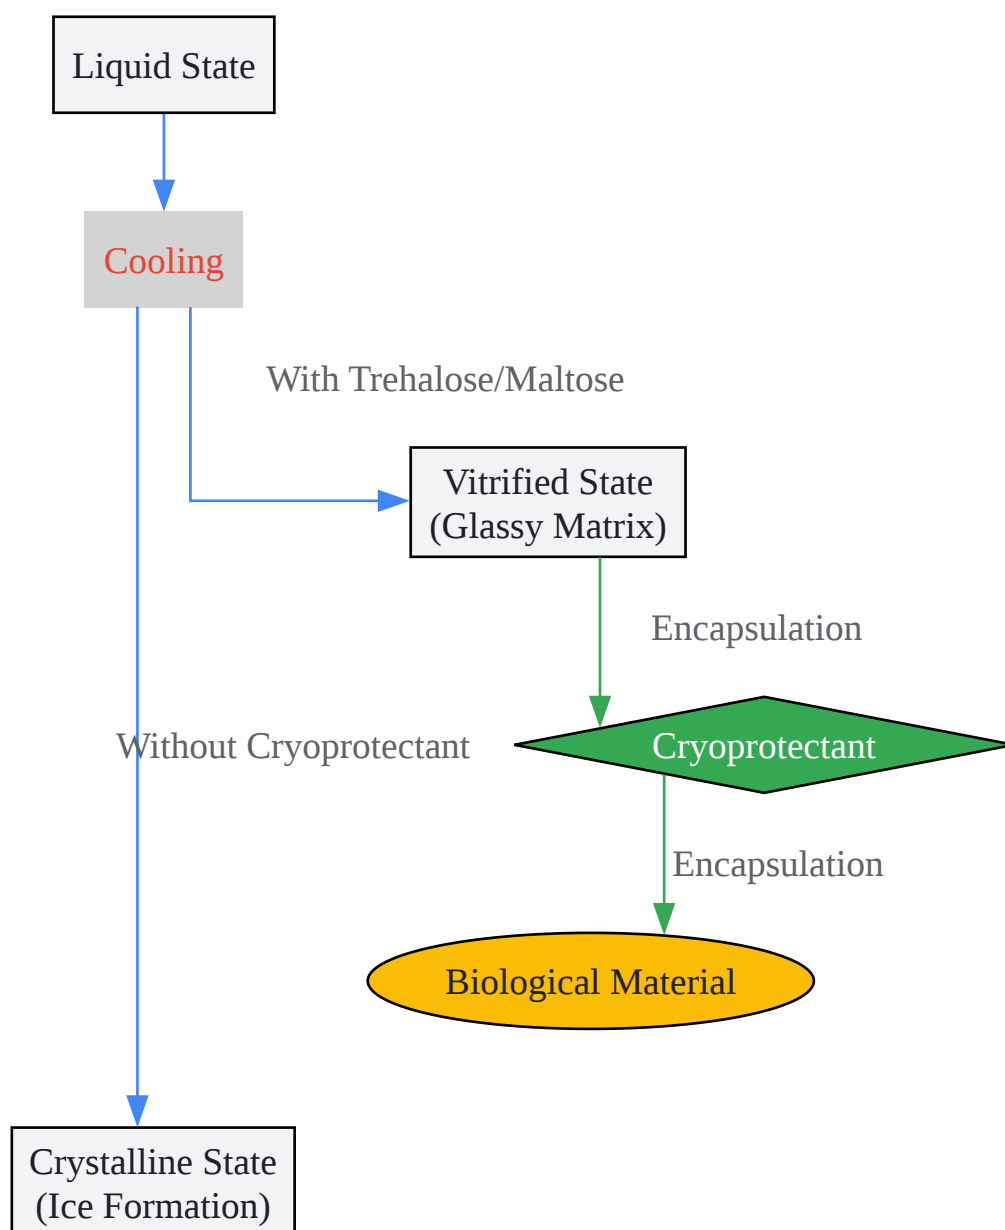 Liquid State
Cooling
With Trehalose/Maltose
Vitrified State
(Glassy Matrix)
Encapsulation
Without Cryoprotectant
Cryoprotectant
Encapsulation
Biological Material
Crystalline State
(Ice Formation)